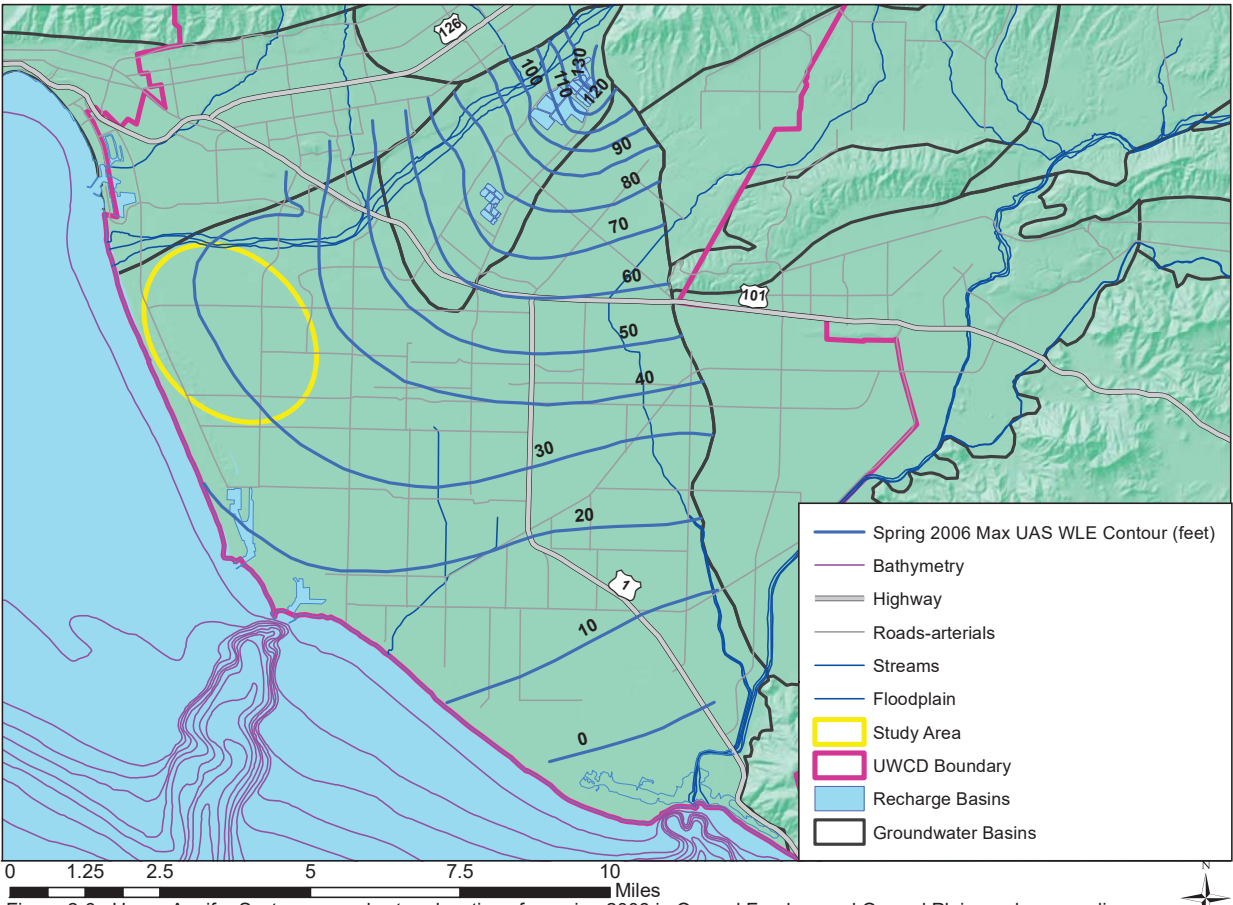 126
100
110
130
120
90
80
70
60
101
50
40
30
20
1
10
0
Spring 2006 Max UAS WLE Contour (feet)
Bathymetry
Highway
Roads-arterials
Streams
Floodplain
Study Area
UWCD Boundary
Recharge Basins
Groundwater Basins
0 1.25 2.5 5 7.5 10
Miles
N